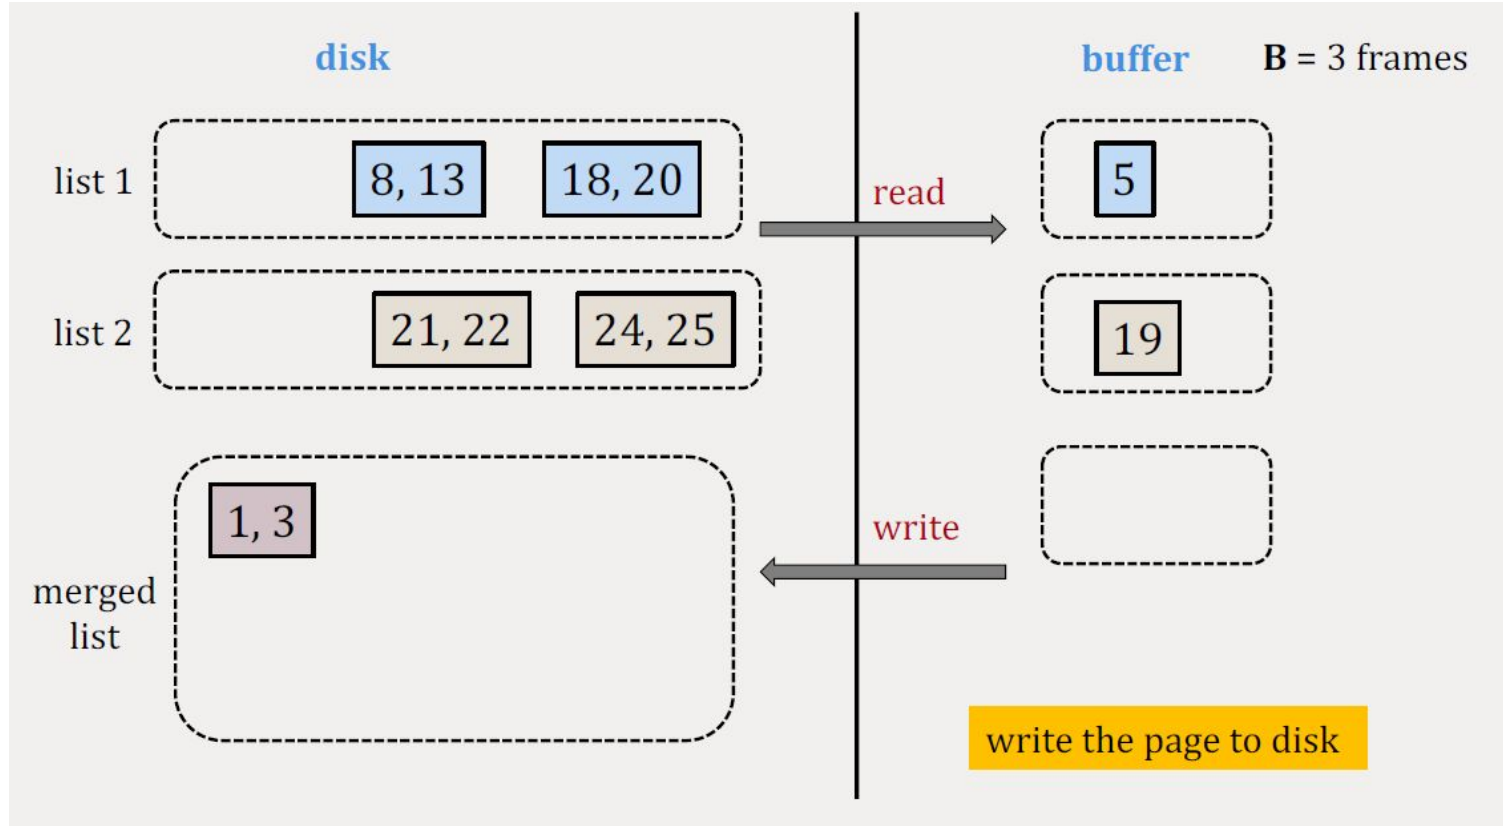 disk
buffer
B = 3 frames
list 1
8, 13
18, 20
read
5
list 2
21, 22
24, 25
19
1, 3
write
merged
list
write the page to disk